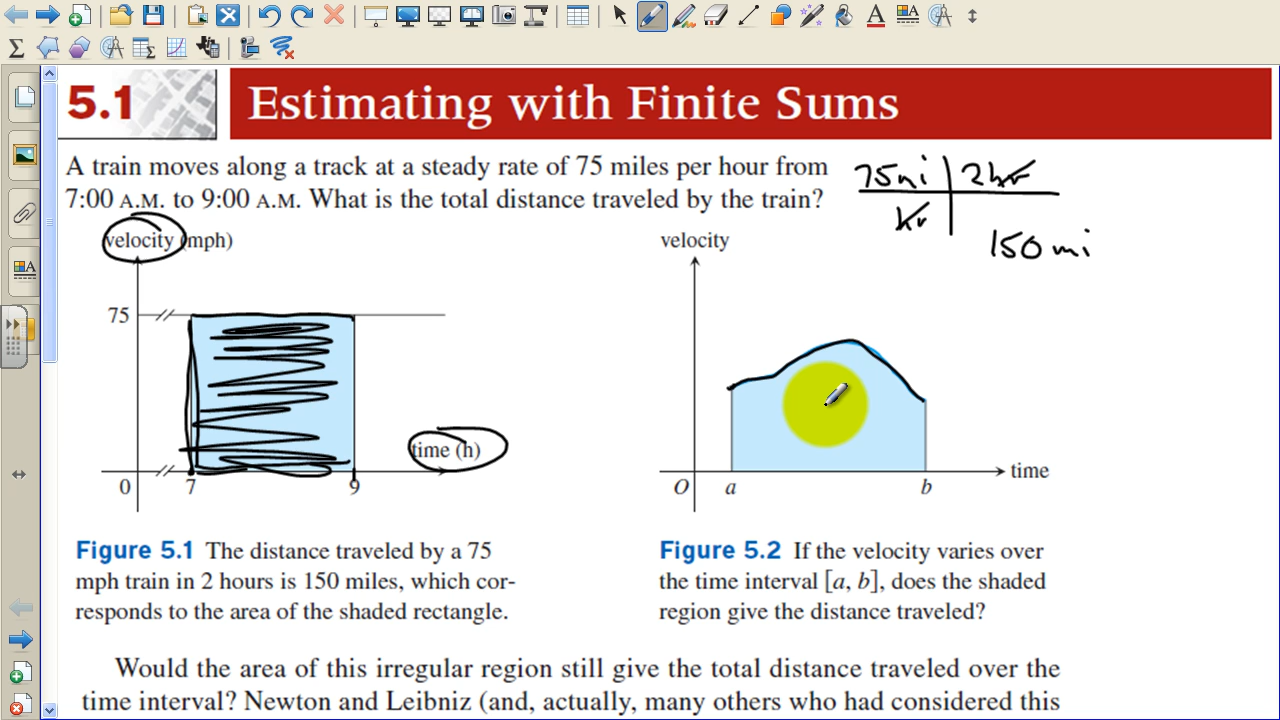 5.1 Estimating with Finite Sums
A train moves along a track at a steady rate of 75 miles per hour from
7:00 A.M. to 9:00 A.M. What is the total distance traveled by the train?
75mi 2hr
hr
150 mi
velocity (mph)
75
time (h)
0 7 9
velocity
time
O a b
Figure 5.1 The distance traveled by a 75
mph train in 2 hours is 150 miles, which cor-
responds to the area of the shaded rectangle.
Figure 5.2 If the velocity varies over
the time interval [a, b], does the shaded
region give the distance traveled?
Would the area of this irregular region still give the total distance traveled over the
time interval? Newton and Leibniz (and, actually, many others who had considered this